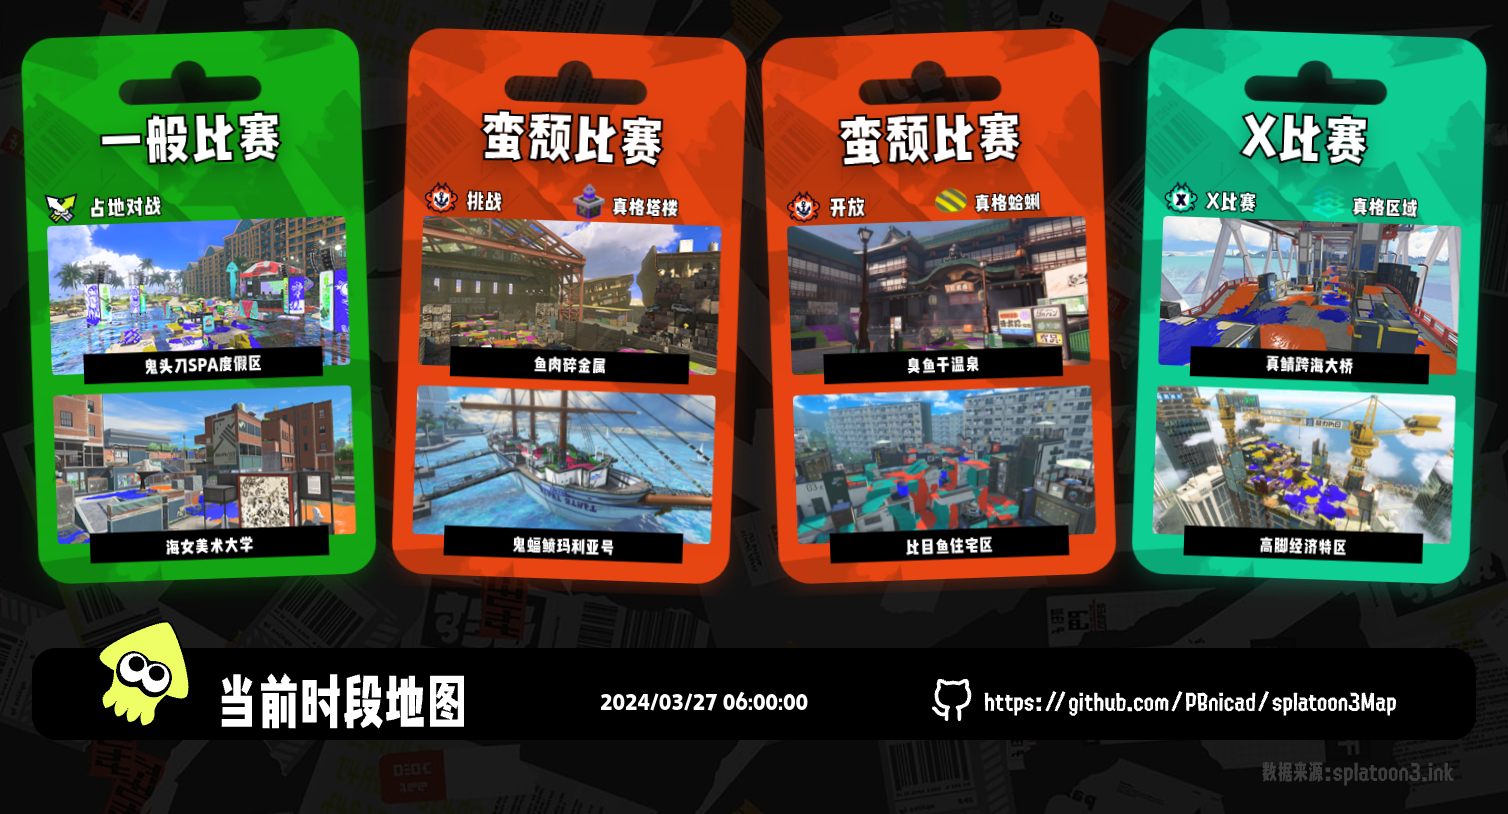 一般比赛
占地对战
鬼头刀SPA度假区
海女美术大学
蛮颓比赛
挑战
真格塔楼
鱼肉碎金属
鬼蝠鲼玛利亚号
蛮颓比赛
开放
真格蛤蜊
臭鱼干温泉
比目鱼住宅区
X比赛
X比赛
真格区域
真鲭跨海大桥
高脚经济特区
当前时段地图
2024/03/27 06:00:00
https://github.com/PBnicad/splatoon3Map
数据来源:splatoon3.ink